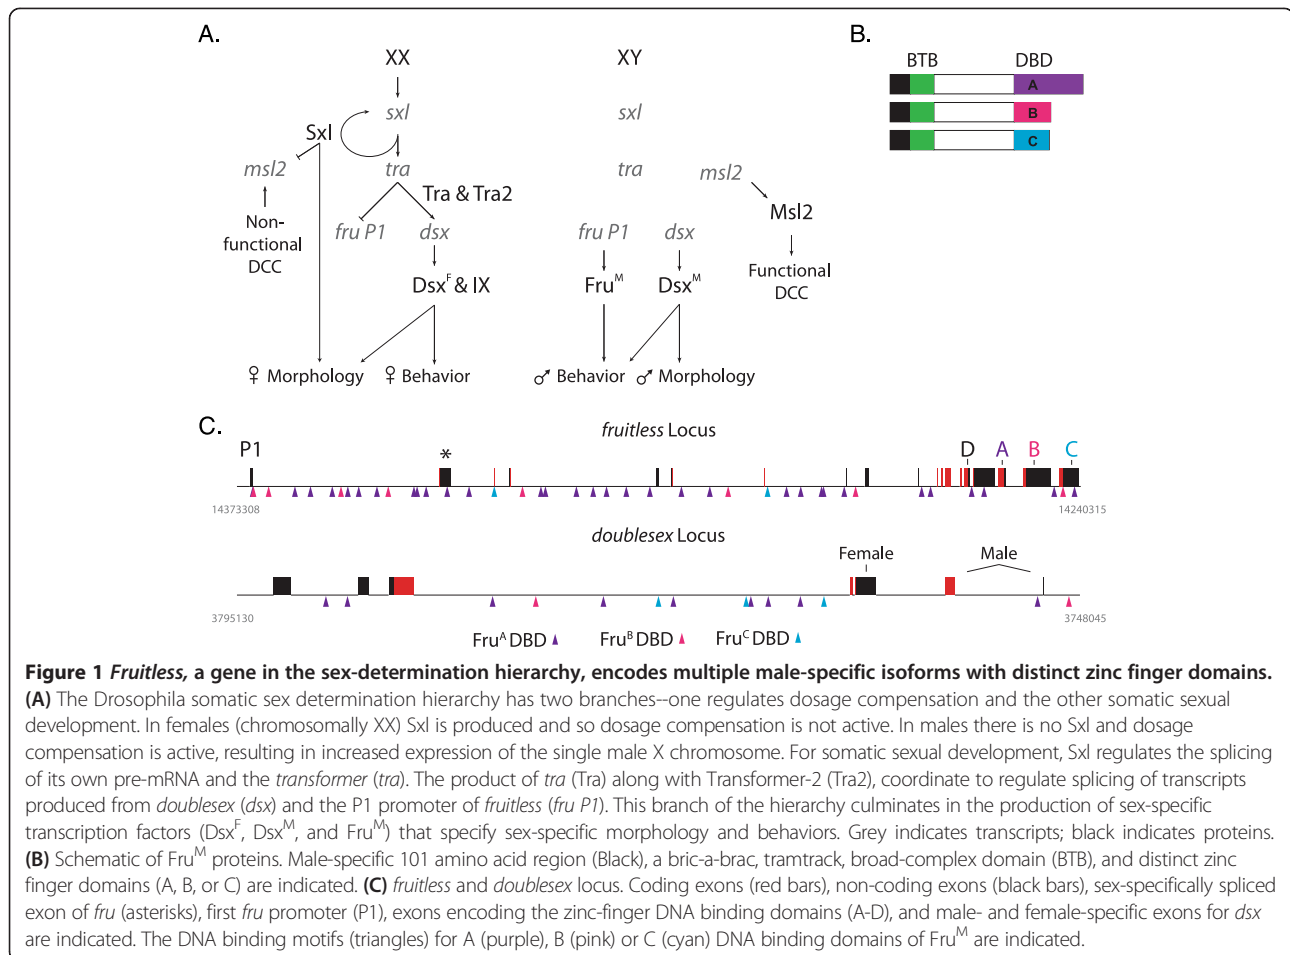 A.
XX
XY
sxl
sxl
Sxl
msl2
tra
tra
msl2
Tra & Tra2
Msl2
Non-
functional
DCC
fru P1
dsx
fru P1
dsx
Functional
DCC
Dsx^F & IX
Fru^M
Dsx^M
♀ Morphology
♀ Behavior
♂ Behavior
♂ Morphology
B.
BTB
DBD
A
B
C
C.
fruitless Locus
P1
*
D
A
B
C
14373308
14240315
doublesex Locus
Female
Male
3795130
3748045
Fru^A DBD
Fru^B DBD
Fru^C DBD
Figure 1 Fruitless, a gene in the sex-determination hierarchy, encodes multiple male-specific isoforms with distinct zinc finger domains.
(A) The Drosophila somatic sex determination hierarchy has two branches--one regulates dosage compensation and the other somatic sexual
development. In females (chromosomally XX) Sxl is produced and so dosage compensation is not active. In males there is no Sxl and dosage
compensation is active, resulting in increased expression of the single male X chromosome. For somatic sexual development, Sxl regulates the splicing
of its own pre-mRNA and the transformer (tra). The product of tra (Tra) along with Transformer-2 (Tra2), coordinate to regulate splicing of transcripts
produced from doublesex (dsx) and the P1 promoter of fruitless (fru P1). This branch of the hierarchy culminates in the production of sex-specific
transcription factors (Dsx^F, Dsx^M, and Fru^M) that specify sex-specific morphology and behaviors. Grey indicates transcripts; black indicates proteins.
(B) Schematic of Fru^M proteins. Male-specific 101 amino acid region (Black), a bric-a-brac, tramtrack, broad-complex domain (BTB), and distinct zinc
finger domains (A, B, or C) are indicated. (C) fruitless and doublesex locus. Coding exons (red bars), non-coding exons (black bars), sex-specifically spliced
exon of fru (asterisks), first fru promoter (P1), exons encoding the zinc-finger DNA binding domains (A-D), and male- and female-specific exons for dsx
are indicated. The DNA binding motifs (triangles) for A (purple), B (pink) or C (cyan) DNA binding domains of Fru^M are indicated.